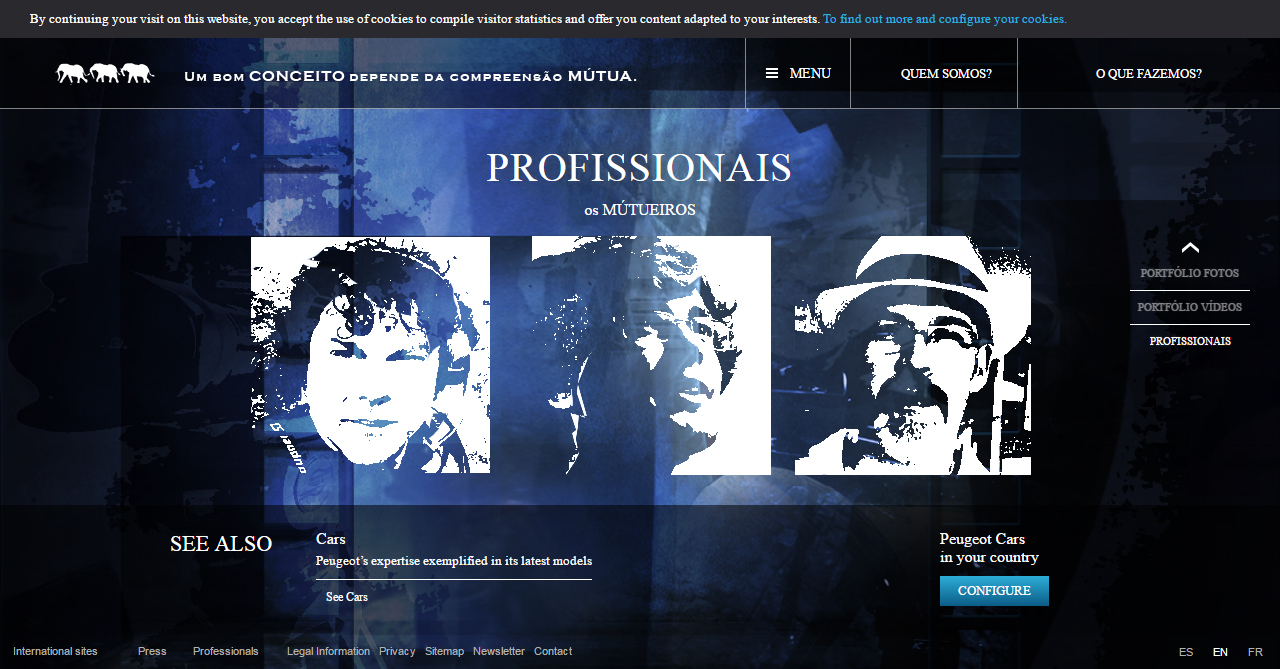 By continuing your visit on this website, you accept the use of cookies to compile visitor statistics and offer you content adapted to your interests. To find out more and configure your cookies.
Um bom CONCEITO depende da compreensão MÚTUA.
MENU
QUEM SOMOS?
O QUE FAZEMOS?
PROFISSIONAIS
os MÚTUEIROS
PORTFÓLIO FOTOS
PORTFÓLIO VÍDEOS
PROFISSIONAIS
SEE ALSO
Cars
Peugeot’s expertise exemplified in its latest models
See Cars
Peugeot Cars
in your country
CONFIGURE
International sites Press Professionals Legal Information Privacy Sitemap Newsletter Contact
ES EN FR